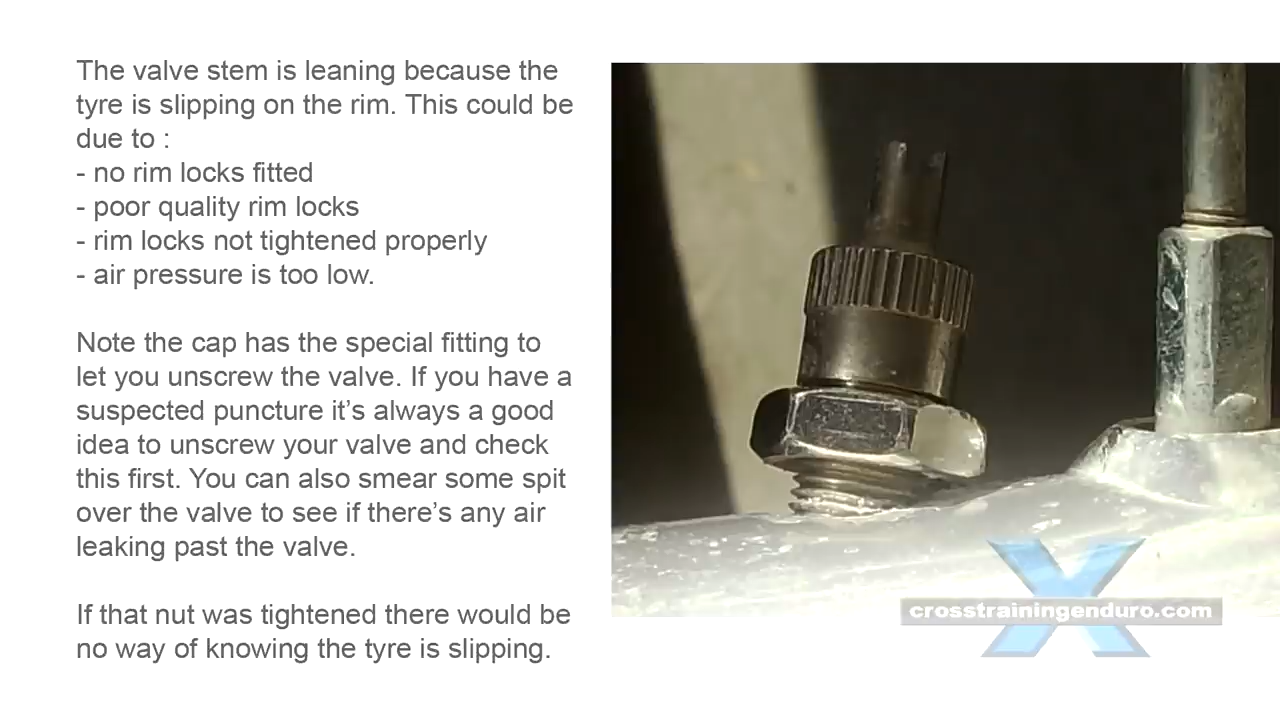 The valve stem is leaning because the
tyre is slipping on the rim. This could be
due to :
- no rim locks fitted
- poor quality rim locks
- rim locks not tightened properly
- air pressure is too low.
Note the cap has the special fitting to
let you unscrew the valve. If you have a
suspected puncture it’s always a good
idea to unscrew your valve and check
this first. You can also smear some spit
over the valve to see if there’s any air
leaking past the valve.
If that nut was tightened there would be
no way of knowing the tyre is slipping.
X
crosstrainingenduro.com